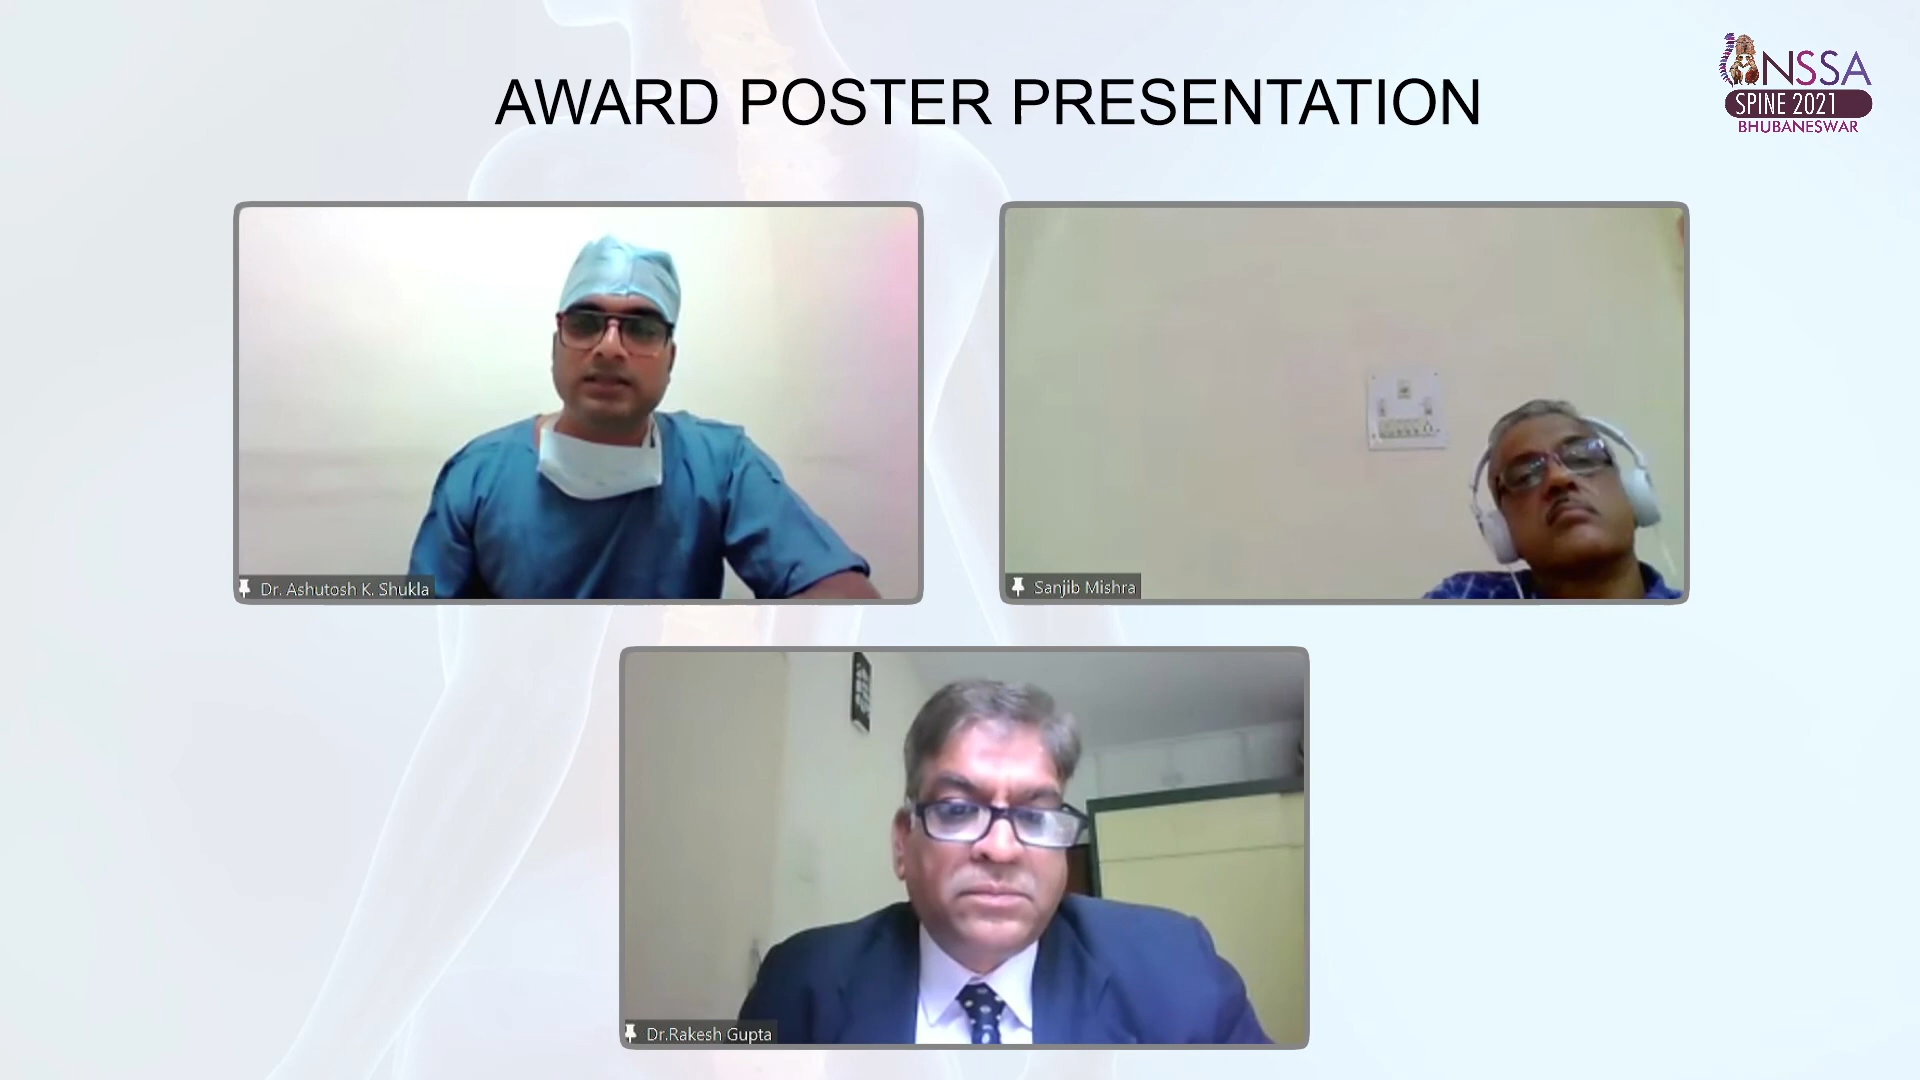 AWARD POSTER PRESENTATION
NSSA
SPINE 2021
BHUBANESWAR
Dr. Ashutosh K. Shukla
Sanjib Mishra
Dr.Rakesh Gupta